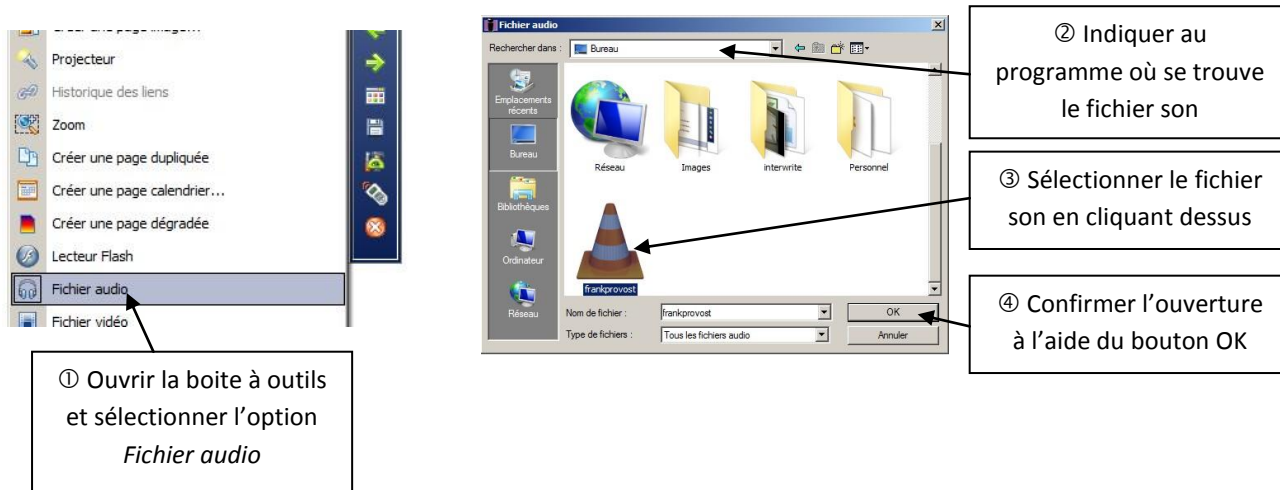 Projecteur
Historique des liens
Zoom
Créer une page dupliquée
Créer une page calendrier...
Créer une page dégradée
Lecteur Flash
Fichier audio
Fichier vidéo
① Ouvrir la boite à outils
et sélectionner l’option
Fichier audio
Fichier audio
Rechercher dans :
Bureau
Emplacements
récents
Bureau
Bibliothèques
Ordinateur
Réseau
Réseau
Images
interwrite
Personnel
frankprovost
Nom de fichier :
frankprovost
OK
Type de fichiers :
Tous les fichiers audio
Annuler
② Indiquer au
programme où se trouve
le fichier son
③ Sélectionner le fichier
son en cliquant dessus
④ Confirmer l’ouverture
à l’aide du bouton OK